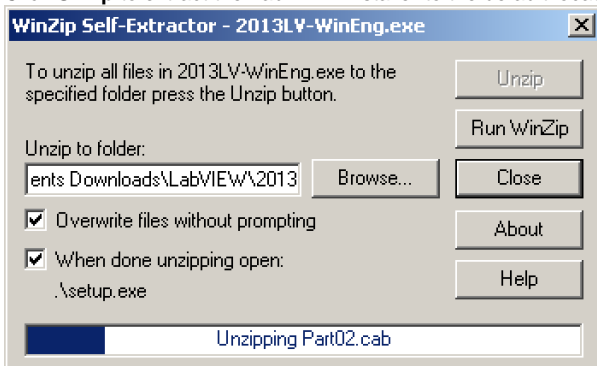 WinZip Self-Extractor - 2013LV-WinEng.exe
To unzip all files in 2013LV-WinEng.exe to the
specified folder press the Unzip button.
Unzip
Run WinZip
Unzip to folder:
ents Downloads\LabVIEW\2013
Browse...
Close
Overwrite files without prompting
About
When done unzipping open:
.\setup.exe
Help
Unzipping Part02.cab